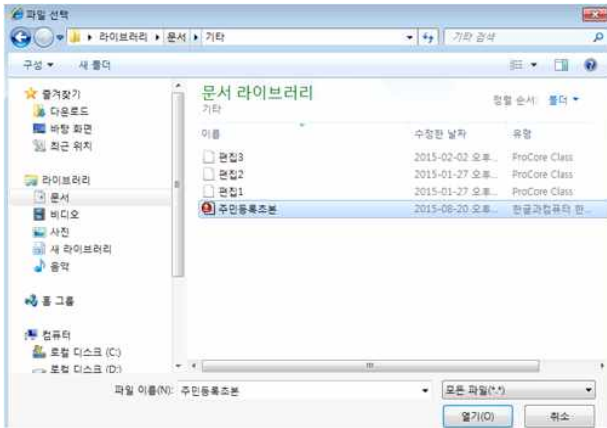 파일 선택
라이브러리 ▸ 문서 ▸ 기타
기타 검색
구성 ▼ 새 폴더
즐겨찾기
다운로드
바탕 화면
최근 위치
라이브러리
문서
비디오
사진
새 라이브러리
음악
홈 그룹
컴퓨터
로컬 디스크 (C:)
로컬 디스크 (D:)
문서 라이브러리
기타
정렬 순서: 폴더 ▼
이름 수정한 날짜 유형
편집3 2015-02-02 오후... ProCore Class
편집2 2015-01-27 오후... ProCore Class
편집1 2015-01-27 오후... ProCore Class
주민등록초본 2015-08-20 오후... 한글과컴퓨터 한...
파일 이름(N): 주민등록초본
모든 파일(*.*)
열기(O) 취소